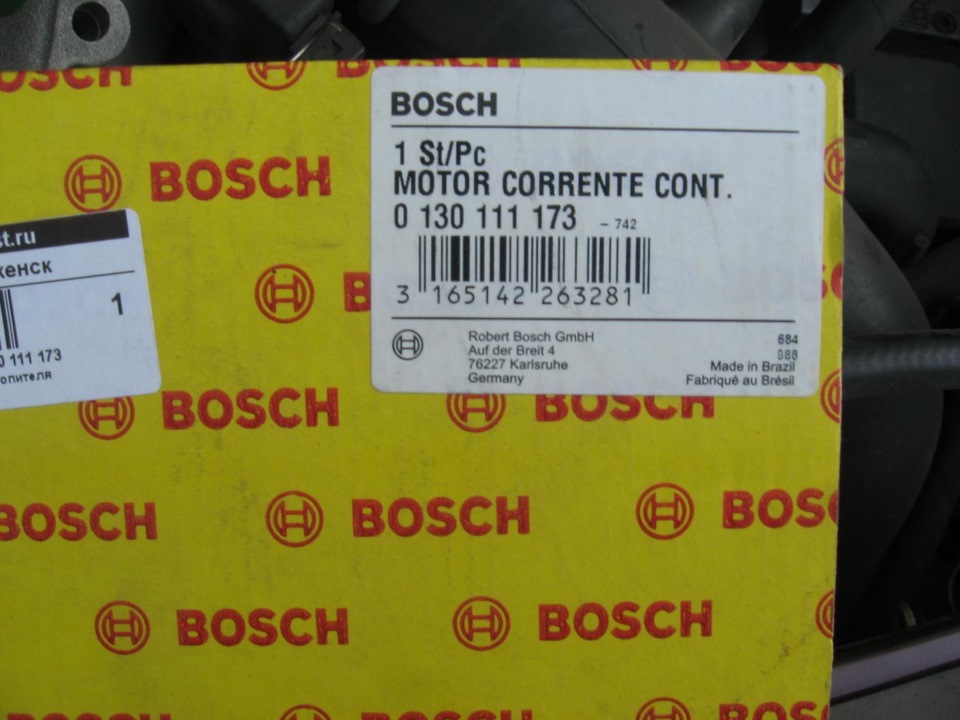 BOSCH
BOSCH
BOSCH
1 St/Pc
MOTOR CORRENTE CONT.
0 130 111 173 - 742
3 165142 263281
Robert Bosch GmbH
Auf der Breit 4
76227 Karlsruhe
Germany
684
988
Made in Brazil
Fabriqué au Brésil
st.ru
кенск
1
0 111 173
опителя
BOSCH
BOSCH
BOSCH
BOSCH
BOSCH
BOSCH
BOSCH
BOSCH